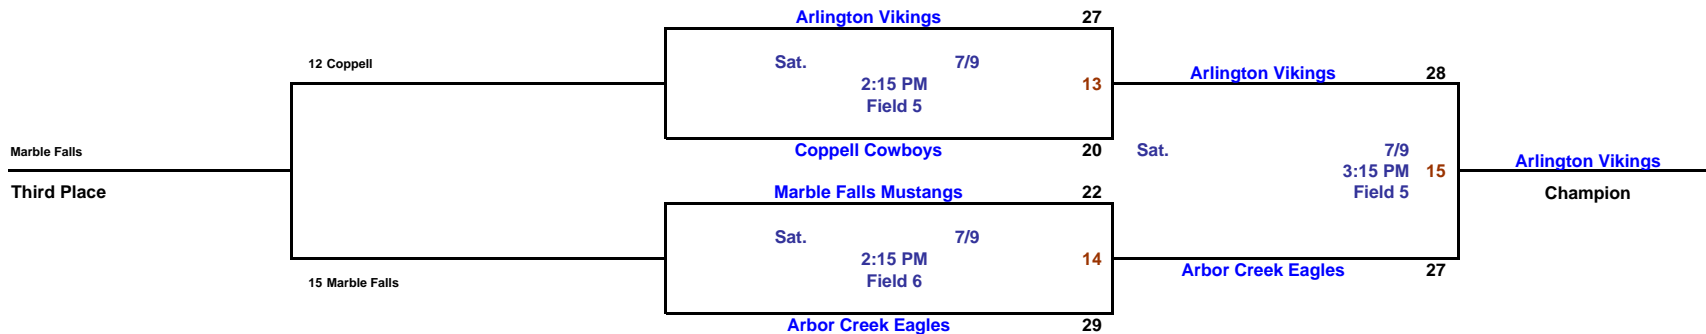 Arlington Vikings 27
12 Coppell
Sat. 7/9
2:15 PM 13
Field 5
Arlington Vikings 28
Marble Falls
Third Place
Coppell Cowboys 20
Sat. 7/9
3:15 PM 15
Field 5
Arlington Vikings
Champion
Marble Falls Mustangs 22
Sat. 7/9
2:15 PM 14
Field 6
15 Marble Falls
Arbor Creek Eagles 27
Arbor Creek Eagles 29